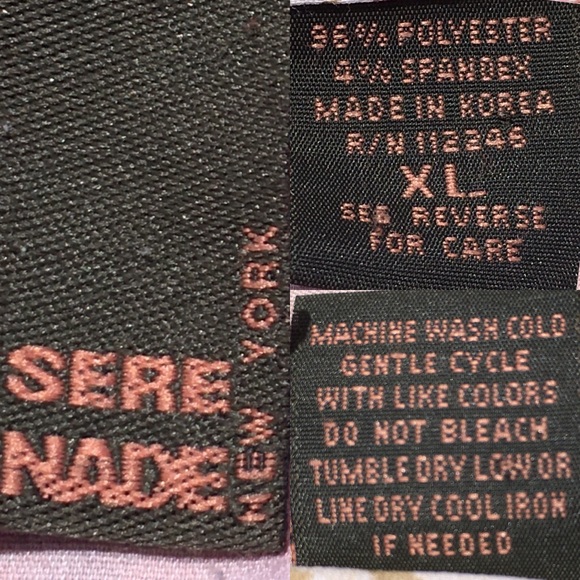 SERE
NADE
NEW YORK
96% POLYESTER
4% SPANDEX
MADE IN KOREA
R/N 112246
XL
SEE REVERSE
FOR CARE
MACHINE WASH COLD
GENTLE CYCLE
WITH LIKE COLORS
DO NOT BLEACH
TUMBLE DRY LOW OR
LINE DRY COOL IRON
IF NEEDED